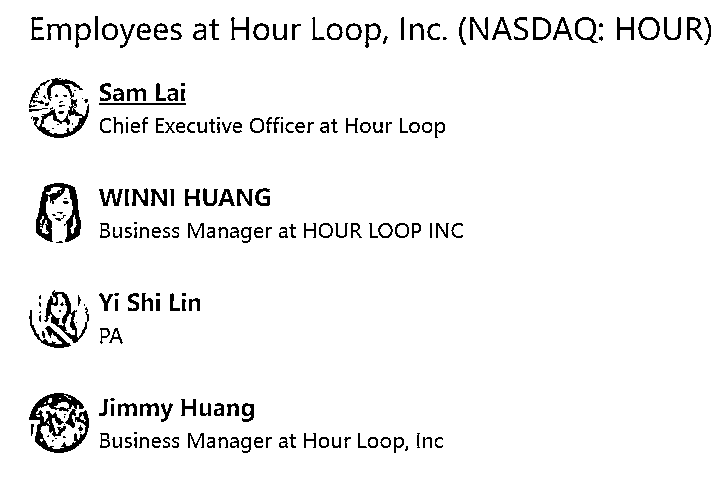 Employees at Hour Loop, Inc. (NASDAQ: HOUR)
Sam Lai
Chief Executive Officer at Hour Loop
WINNI HUANG
Business Manager at HOUR LOOP INC
Yi Shi Lin
PA
Jimmy Huang
Business Manager at Hour Loop, Inc